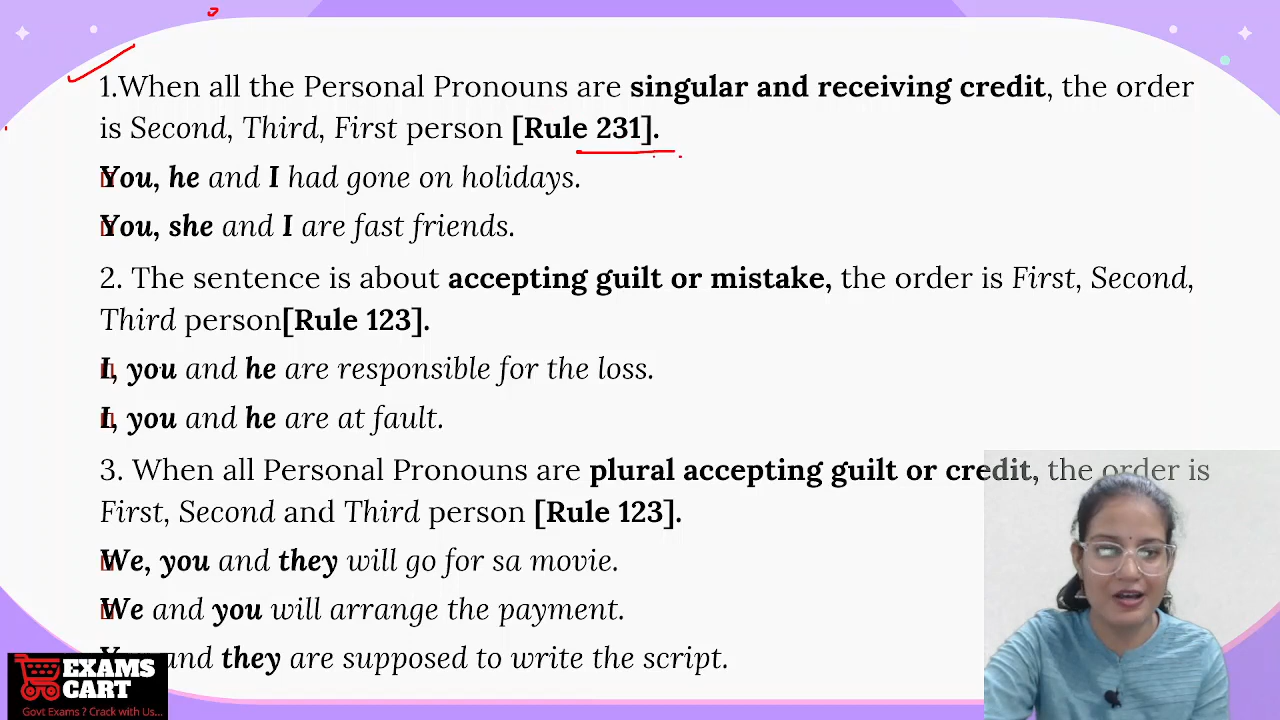 1.When all the Personal Pronouns are singular and receiving credit, the order
is Second, Third, First person [Rule 231].
You, he and I had gone on holidays.
You, she and I are fast friends.
2. The sentence is about accepting guilt or mistake, the order is First, Second,
Third person[Rule 123].
I, you and he are responsible for the loss.
I, you and he are at fault.
3. When all Personal Pronouns are plural accepting guilt or credit, the order is
First, Second and Third person [Rule 123].
We, you and they will go for sa movie.
We and you will arrange the payment.
and they are supposed to write the script.
EXAMS
CART
Govt Exams ? Crack with Us...